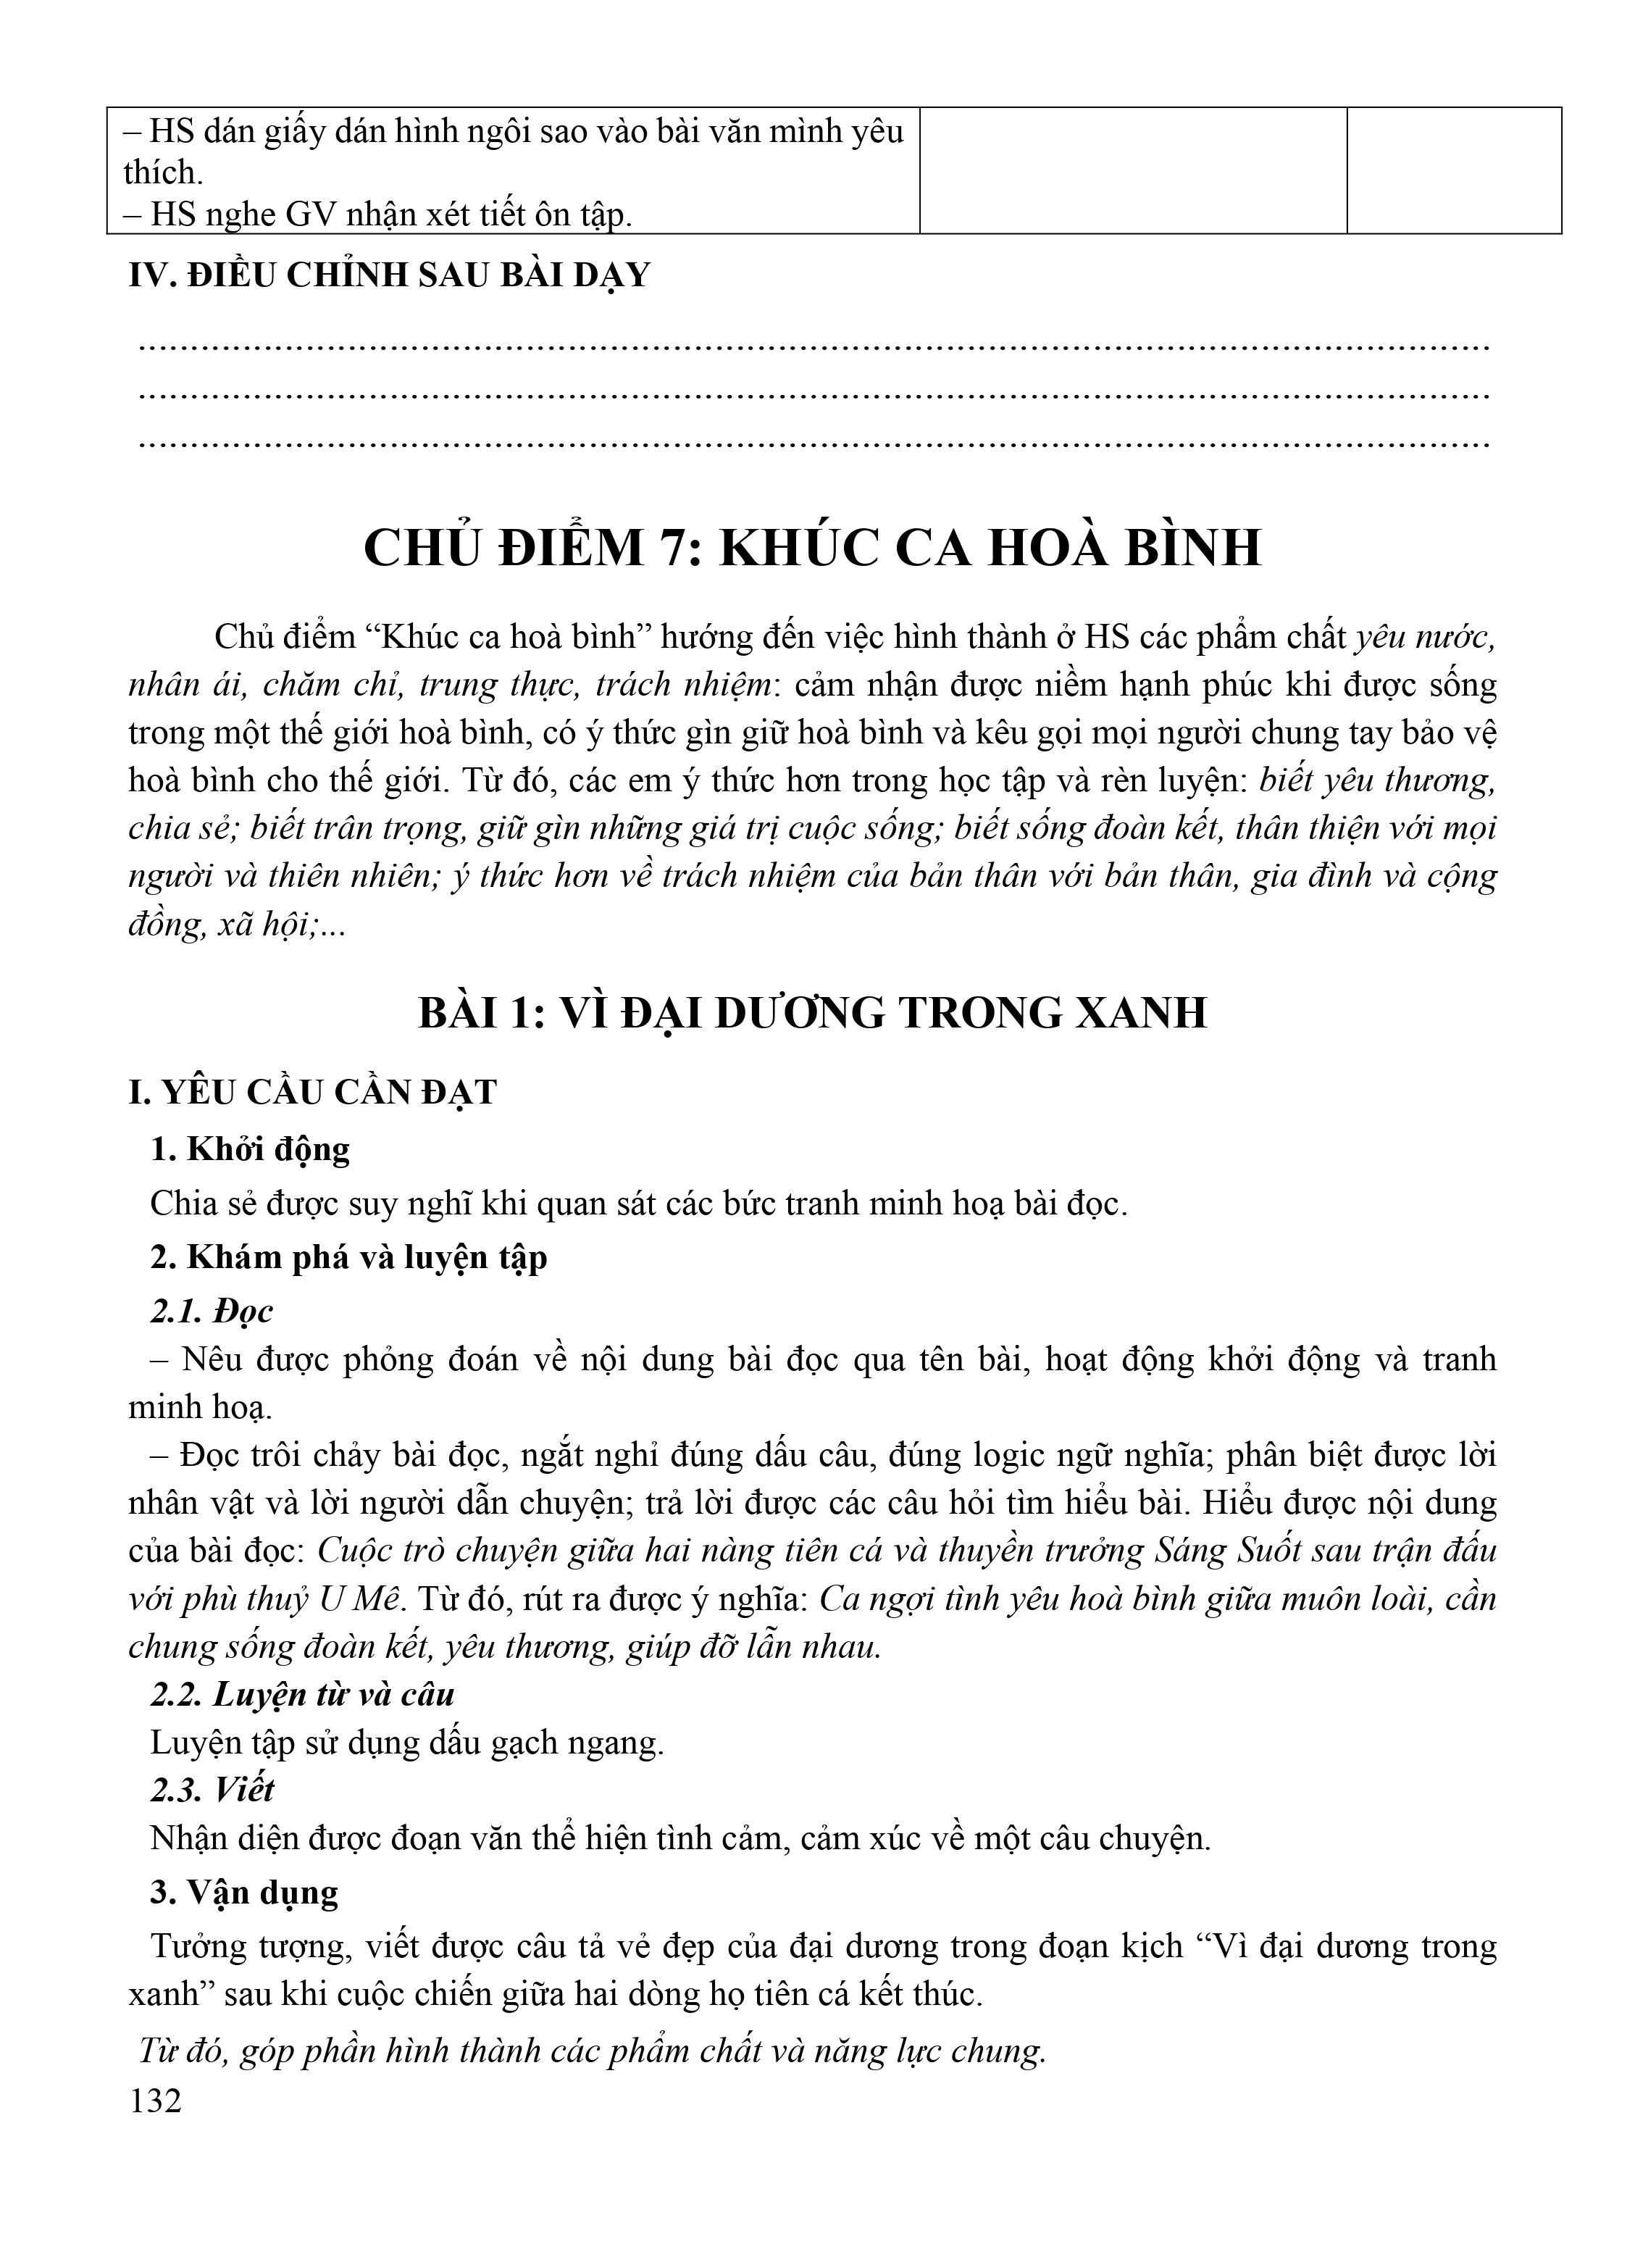 – HS dán giấy dán hình ngôi sao vào bài văn mình yêu
thích.
– HS nghe GV nhận xét tiết ôn tập.
IV. ĐIỀU CHỈNH SAU BÀI DẠY
................................................................................................................................
................................................................................................................................
................................................................................................................................
CHỦ ĐIỂM 7: KHÚC CA HOÀ BÌNH
Chủ điểm “Khúc ca hoà bình” hướng đến việc hình thành ở HS các phẩm chất yêu nước,
nhân ái, chăm chỉ, trung thực, trách nhiệm: cảm nhận được niềm hạnh phúc khi được sống
trong một thế giới hoà bình, có ý thức gìn giữ hoà bình và kêu gọi mọi người chung tay bảo vệ
hoà bình cho thế giới. Từ đó, các em ý thức hơn trong học tập và rèn luyện: biết yêu thương,
chia sẻ; biết trân trọng, giữ gìn những giá trị cuộc sống; biết sống đoàn kết, thân thiện với mọi
người và thiên nhiên; ý thức hơn về trách nhiệm của bản thân với bản thân, gia đình và cộng
đồng, xã hội;...
BÀI 1: VÌ ĐẠI DƯƠNG TRONG XANH
I. YÊU CẦU CẦN ĐẠT
1. Khởi động
Chia sẻ được suy nghĩ khi quan sát các bức tranh minh hoạ bài đọc.
2. Khám phá và luyện tập
2.1. Đọc
– Nêu được phỏng đoán về nội dung bài đọc qua tên bài, hoạt động khởi động và tranh
minh hoạ.
– Đọc trôi chảy bài đọc, ngắt nghỉ đúng dấu câu, đúng logic ngữ nghĩa; phân biệt được lời
nhân vật và lời người dẫn chuyện; trả lời được các câu hỏi tìm hiểu bài. Hiểu được nội dung
của bài đọc: Cuộc trò chuyện giữa hai nàng tiên cá và thuyền trưởng Sáng Suốt sau trận đấu
với phù thuỷ U Mê. Từ đó, rút ra được ý nghĩa: Ca ngợi tình yêu hoà bình giữa muôn loài, cần
chung sống đoàn kết, yêu thương, giúp đỡ lẫn nhau.
2.2. Luyện từ và câu
Luyện tập sử dụng dấu gạch ngang.
2.3. Viết
Nhận diện được đoạn văn thể hiện tình cảm, cảm xúc về một câu chuyện.
3. Vận dụng
Tưởng tượng, viết được câu tả vẻ đẹp của đại dương trong đoạn kịch “Vì đại dương trong
xanh” sau khi cuộc chiến giữa hai dòng họ tiên cá kết thúc.
Từ đó, góp phần hình thành các phẩm chất và năng lực chung.
132